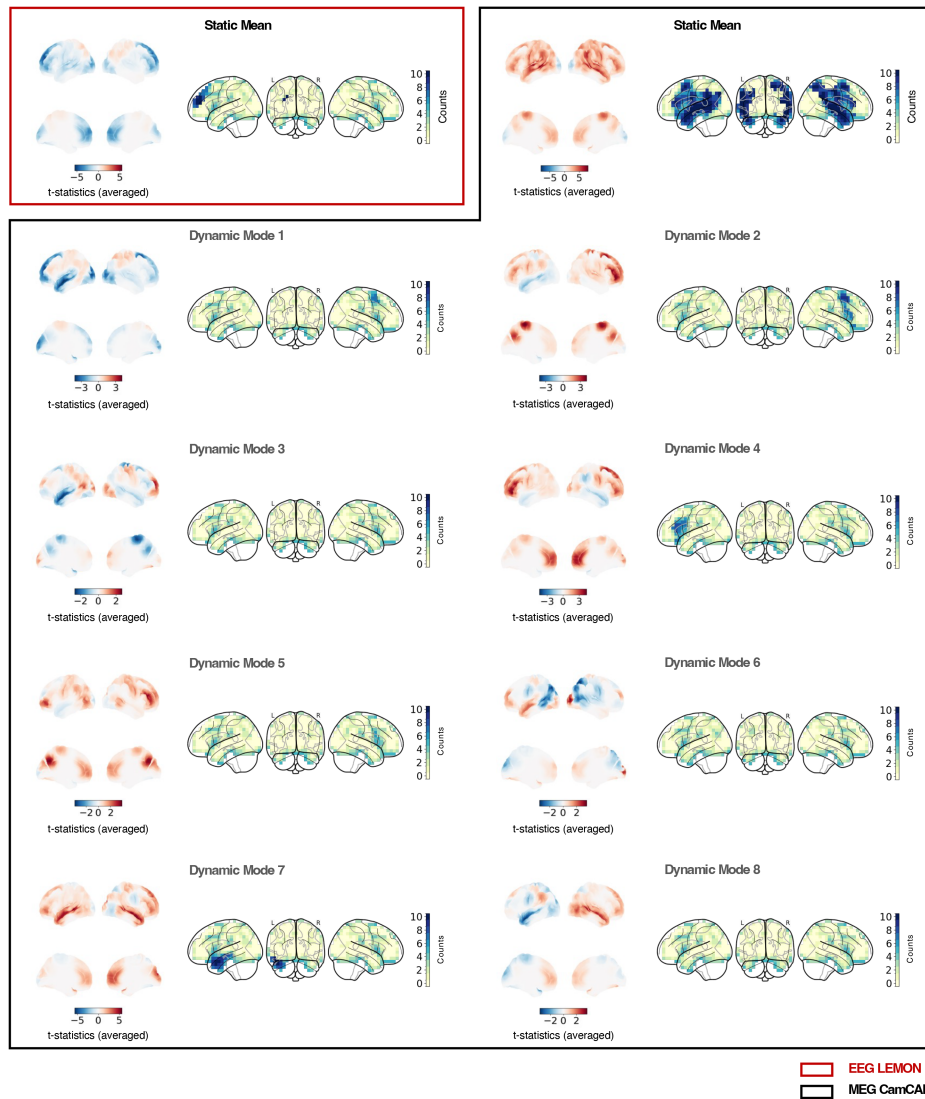 Static Mean
L R
10
8
6
4
2
0
Counts
−5 0 5
t-statistics (averaged)
Static Mean
L R
10
8
6
4
2
0
Counts
−5 0 5
t-statistics (averaged)
Dynamic Mode 1
L R
10
8
6
4
2
0
Counts
−3 0 3
t-statistics (averaged)
Dynamic Mode 2
L R
10
8
6
4
2
0
Counts
−3 0 3
t-statistics (averaged)
Dynamic Mode 3
L R
10
8
6
4
2
0
Counts
−2 0 2
t-statistics (averaged)
Dynamic Mode 4
L R
10
8
6
4
2
0
Counts
−3 0 3
t-statistics (averaged)
Dynamic Mode 5
L R
10
8
6
4
2
0
Counts
−2 0 2
t-statistics (averaged)
Dynamic Mode 6
L R
10
8
6
4
2
0
Counts
−2 0 2
t-statistics (averaged)
Dynamic Mode 7
L R
10
8
6
4
2
0
Counts
−5 0 5
t-statistics (averaged)
Dynamic Mode 8
L R
10
8
6
4
2
0
Counts
−2 0 2
t-statistics (averaged)
EEG LEMON
MEG CamCAI